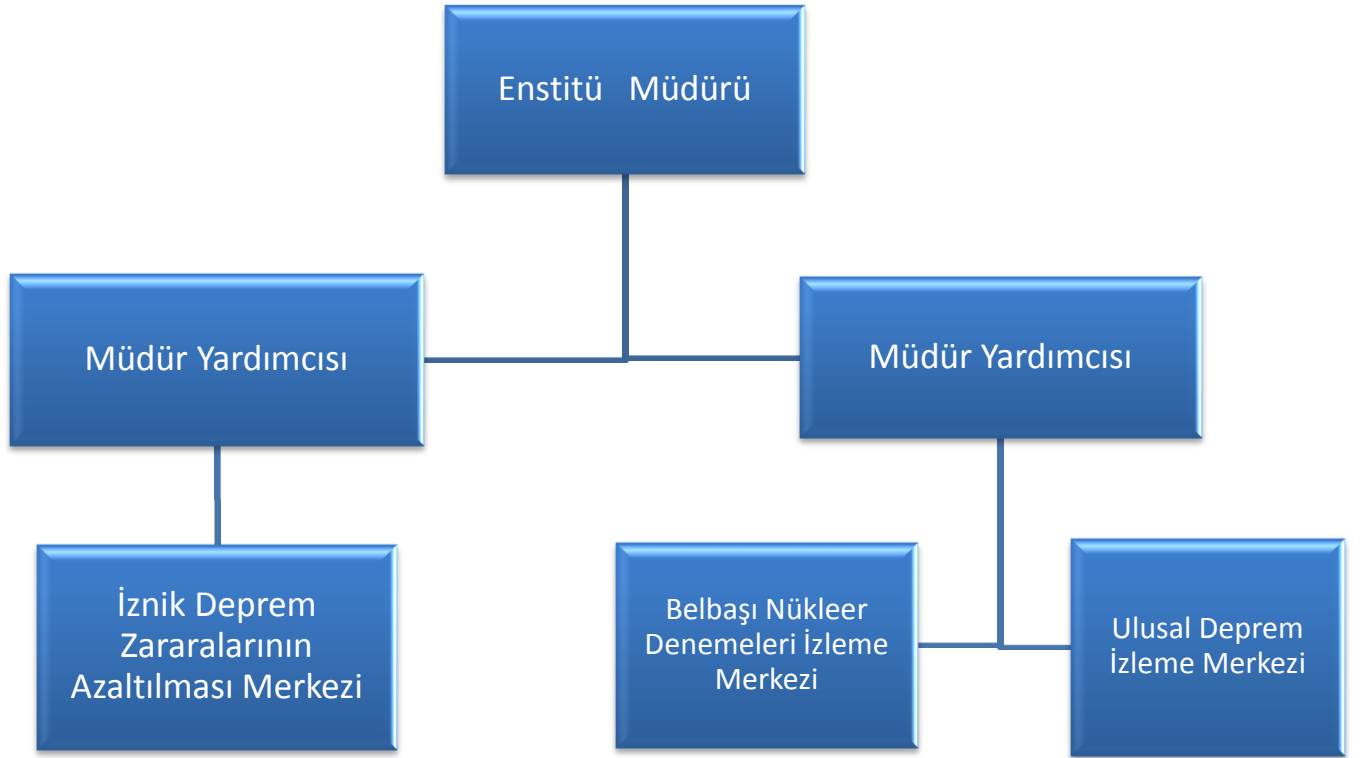 Enstitü Müdürü
Müdür Yardımcısı
Müdür Yardımcısı
İznik Deprem
Zararalarının
Azaltılması Merkezi
Belbaşı Nükleer
Denemeleri İzleme
Merkezi
Ulusal Deprem
İzleme Merkezi